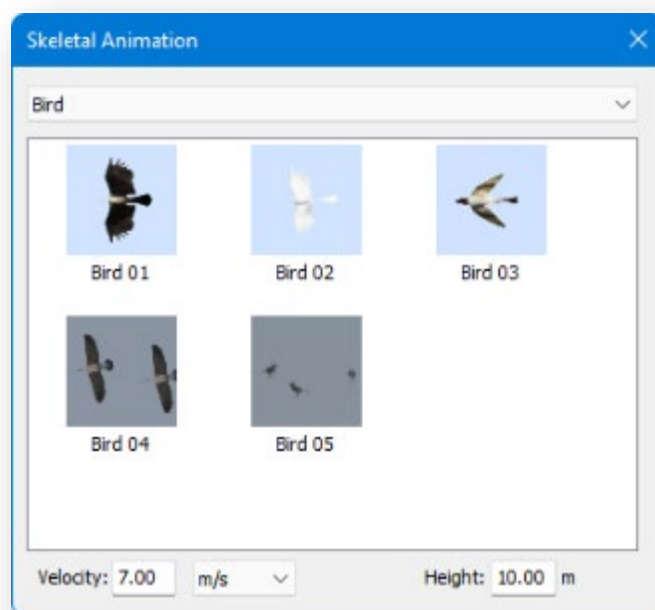 Skeletal Animation
Bird
Bird 01 Bird 02 Bird 03
Bird 04 Bird 05
Velocity: 7.00 m/s Height: 10.00 m